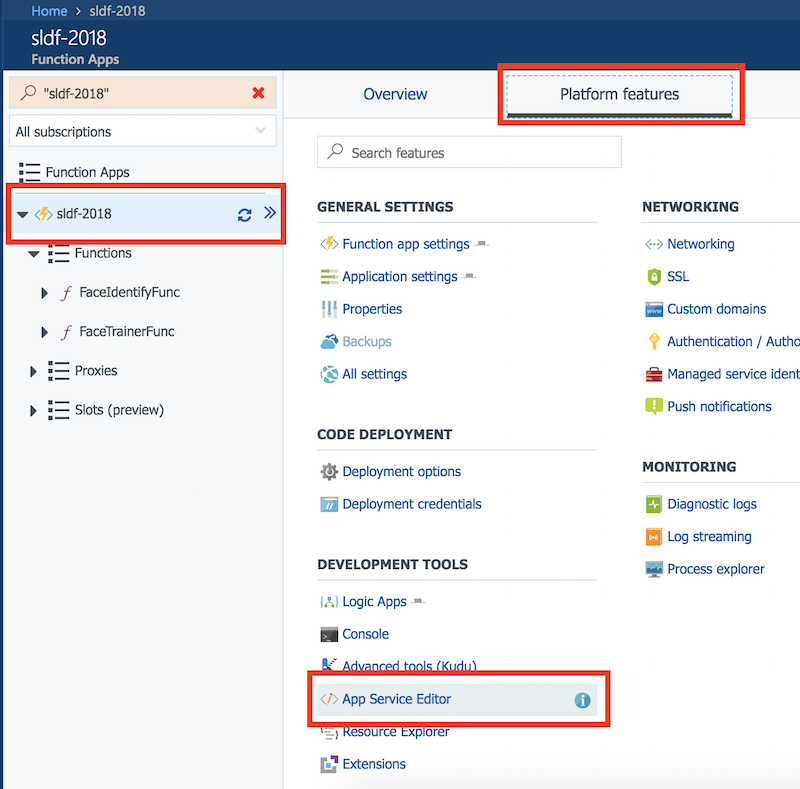 Home > sldf-2018
sldf-2018
Function Apps
"sldf-2018"
All subscriptions
Function Apps
sldf-2018
Functions
FaceIdentifyFunc
FaceTrainerFunc
Proxies
Slots (preview)
Overview
Platform features
Search features
GENERAL SETTINGS
Function app settings
Application settings
Properties
Backups
All settings
CODE DEPLOYMENT
Deployment options
Deployment credentials
DEVELOPMENT TOOLS
Logic Apps
Console
Advanced tools (Kudu)
App Service Editor
Resource Explorer
Extensions
NETWORKING
Networking
SSL
Custom domains
Authentication / Autho
Managed service ident
Push notifications
MONITORING
Diagnostic logs
Log streaming
Process explorer